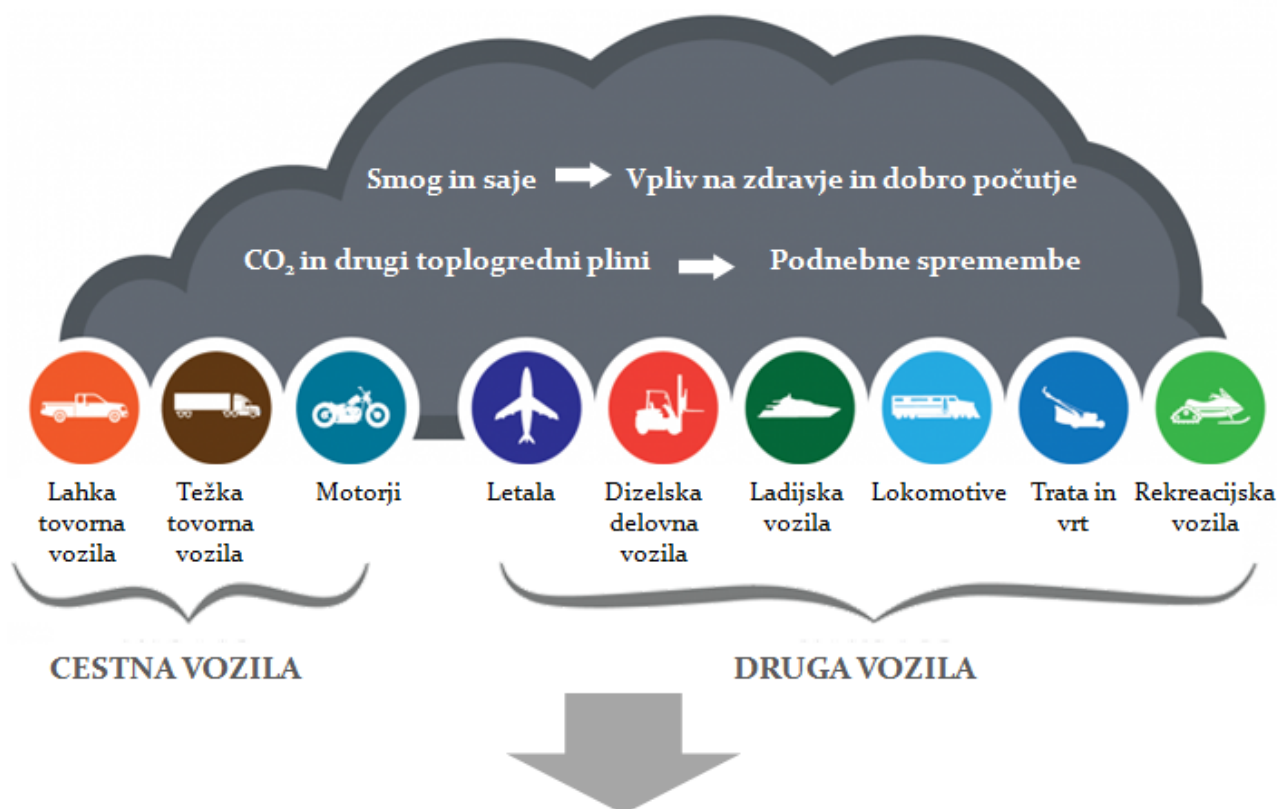 Smog in saje Vpliv na zdravje in dobro počutje
CO₂ in drugi toplogredni plini Podnebne spremembe
Lahka tovorna vozila
Težka tovorna vozila
Motorji
Letala
Dizelska delovna vozila
Ladijska vozila
Lokomotive
Trata in vrt
Rekreacijska vozila
CESTNA VOZILA
DRUGA VOZILA